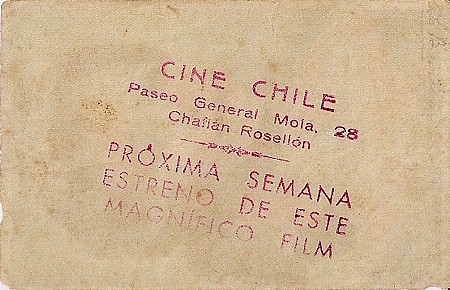 CINE CHILE
Paseo General Mola, 28
Chaflán Rosellón
PRÓXIMA SEMANA
ESTRENO DE ESTE
MAGNÍFICO FILM